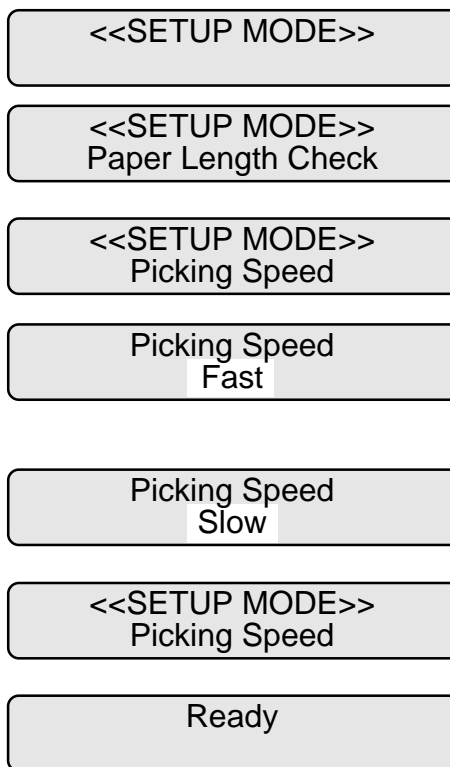 <<SETUP MODE>>
<<SETUP MODE>>
Paper Length Check
<<SETUP MODE>>
Picking Speed
Picking Speed
Fast
Picking Speed
Slow
<<SETUP MODE>>
Picking Speed
Ready